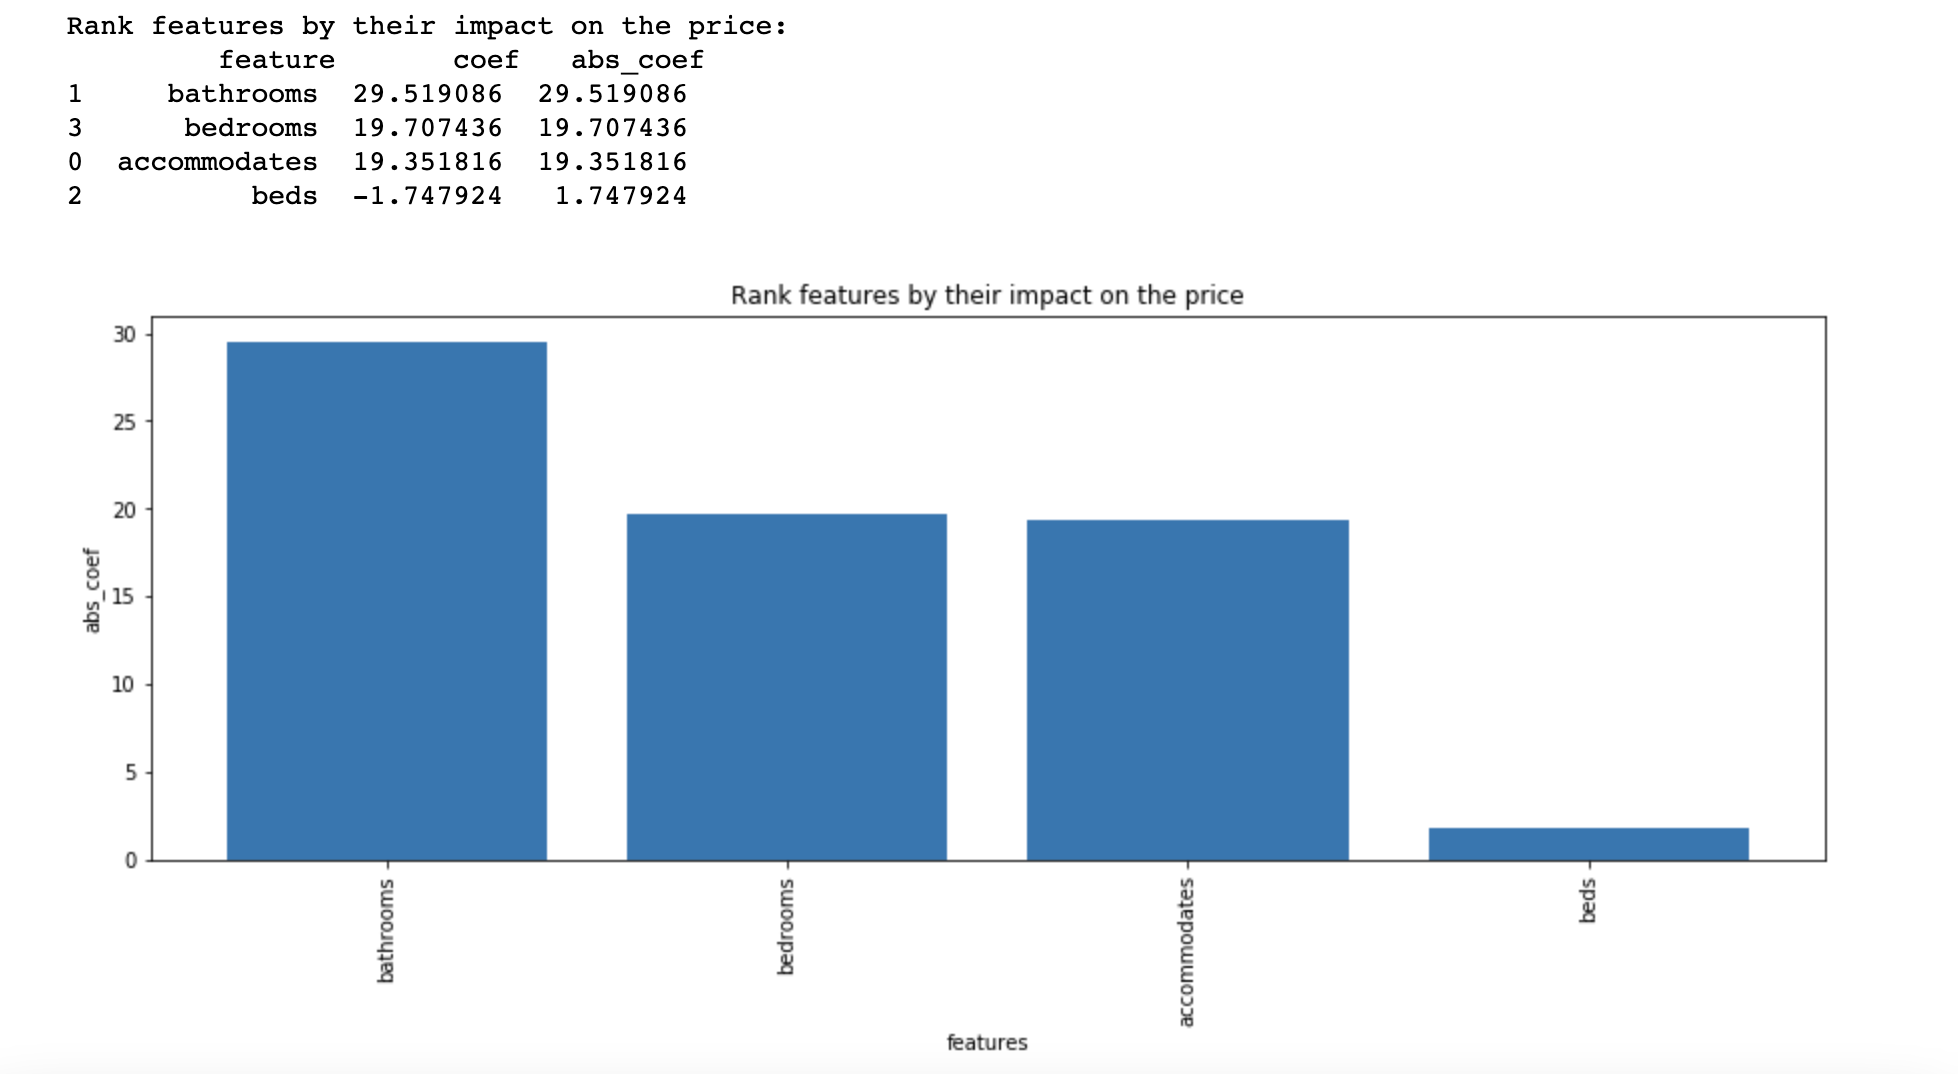 Rank features by their impact on the price:
feature coef abs_coef
1 bathrooms 29.519086 29.519086
3 bedrooms 19.707436 19.707436
0 accommodates 19.351816 19.351816
2 beds -1.747924 1.747924
Rank features by their impact on the price
30
25
20
15
10
5
0
abs_coef
bathrooms
bedrooms
accommodates
beds
features